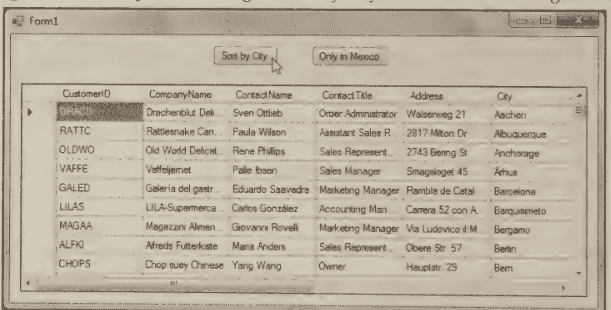 Form1
Sort by City Only in Mexico
CustomerID CompanyName ContactName ContactTitle Address City
Drachenblut Deli... Sven Ottlieb Order Administrator Walserweg 21 Aachen
RATTC Rattlesnake Can... Paula Wilson Assistant Sales R... 2817 Milton Dr Albuquerque
OLDWO Old World Delicat... Rene Phillips Sales Represent... 2743 Bering St Anchorage
VAFFE Vaffeljernet Palle Ibsen Sales Manager Smagsloget 45 Århus
GALED Galería del gastr... Eduardo Saavedra Marketing Manager Rambla de Catal Barcelona
LILAS LILA-Supermerca... Carlos González Accounting Man... Carrera 52 con A Barquisimeto
MAGAA Magazzini Alimen... Giovanni Rovelli Marketing Manager Via Ludovico il M Bergamo
ALFKI Alfreds Futterkiste Maria Anders Sales Represent... Obere Str. 57 Berlin
CHOPS Chop-suey Chinese Yang Wang Owner Hauptstr. 29 Bern